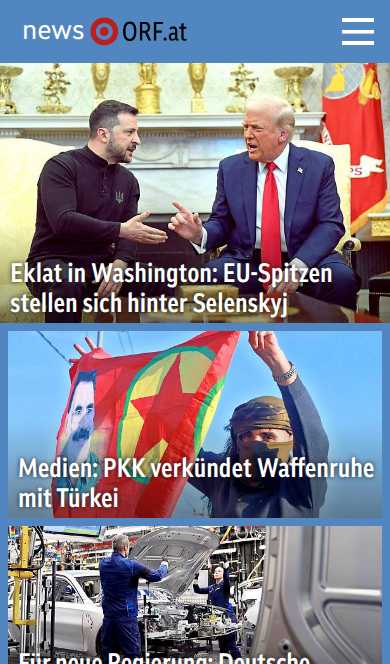 news ORF.at
Eklat in Washington: EU-Spitzen
stellen sich hinter Selenskyj
Medien: PKK verkündet Waffenruhe
mit Türkei
Für neue Regierung: Deutsche